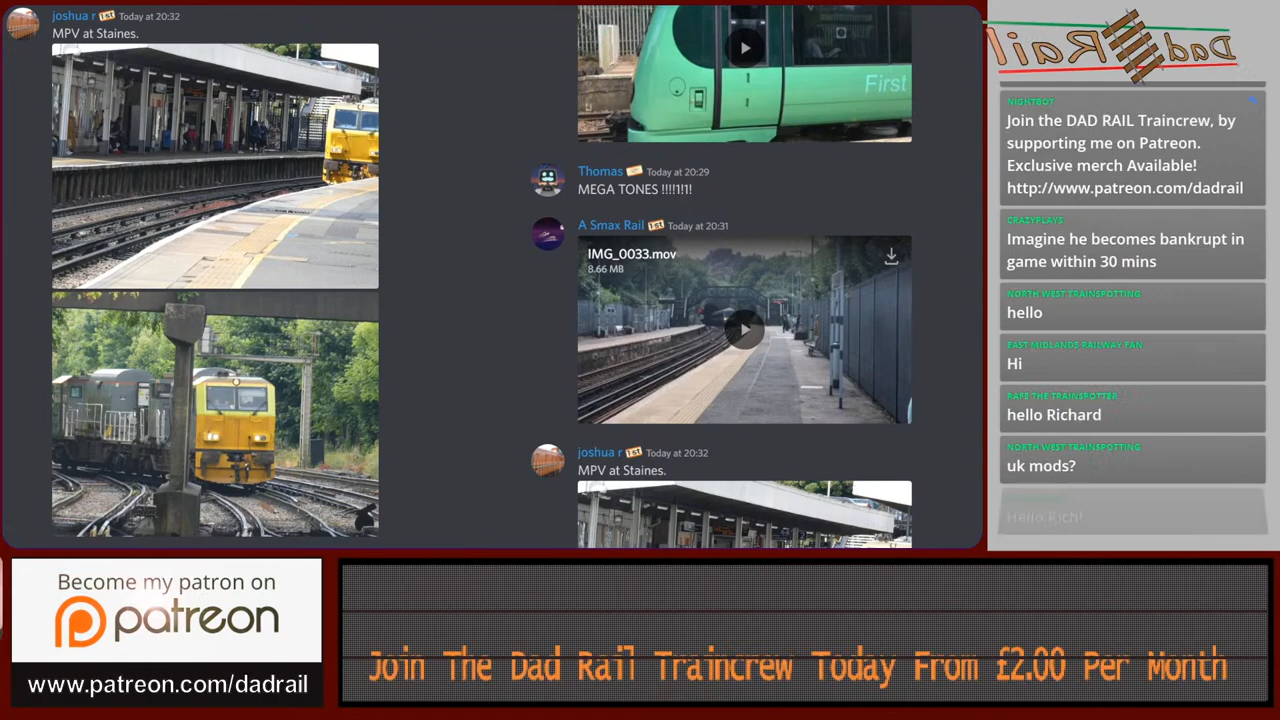 joshua r 1st Today at 20:32
MPV at Staines.
First
Thomas Today at 20:29
MEGA TONES !!!!1!1!
A Smax Rail 1st Today at 20:31
IMG_0033.mov
8.66 MB
joshua r 1st Today at 20:32
MPV at Staines.
Dad Rail
NIGHTBOT
Join the DAD RAIL Traincrew, by
supporting me on Patreon.
Exclusive merch Available!
http://www.patreon.com/dadrail
CRAZYPLAYS
Imagine he becomes bankrupt in
game within 30 mins
NORTH WEST TRAINSPOTTING
hello
EAST MIDLANDS RAILWAY FAN
Hi
RAFE THE TRAINSPOTTER
hello Richard
NORTH WEST TRAINSPOTTING
uk mods?
Hello Rich!
Become my patron on
patreon
www.patreon.com/dadrail
Join The Dad Rail Traincrew Today From £2.00 Per Month